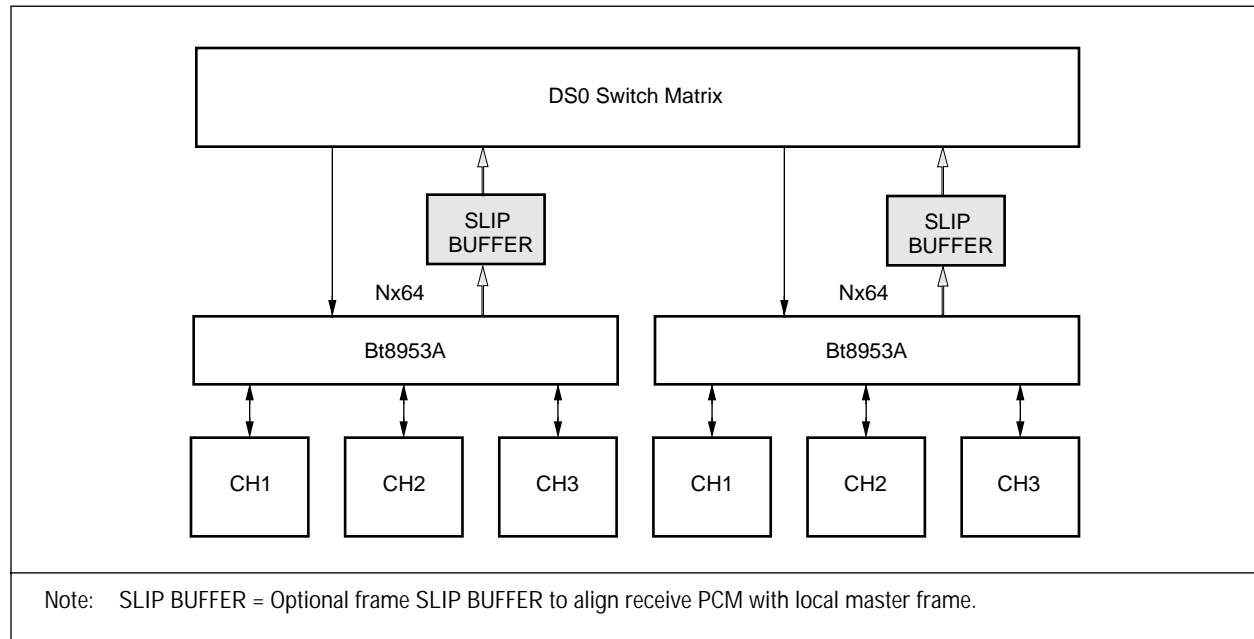 DS0 Switch Matrix
SLIP
BUFFER
SLIP
BUFFER
Nx64
Nx64
Bt8953A
Bt8953A
CH1
CH2
CH3
CH1
CH2
CH3
Note: SLIP BUFFER = Optional frame SLIP BUFFER to align receive PCM with local master frame.